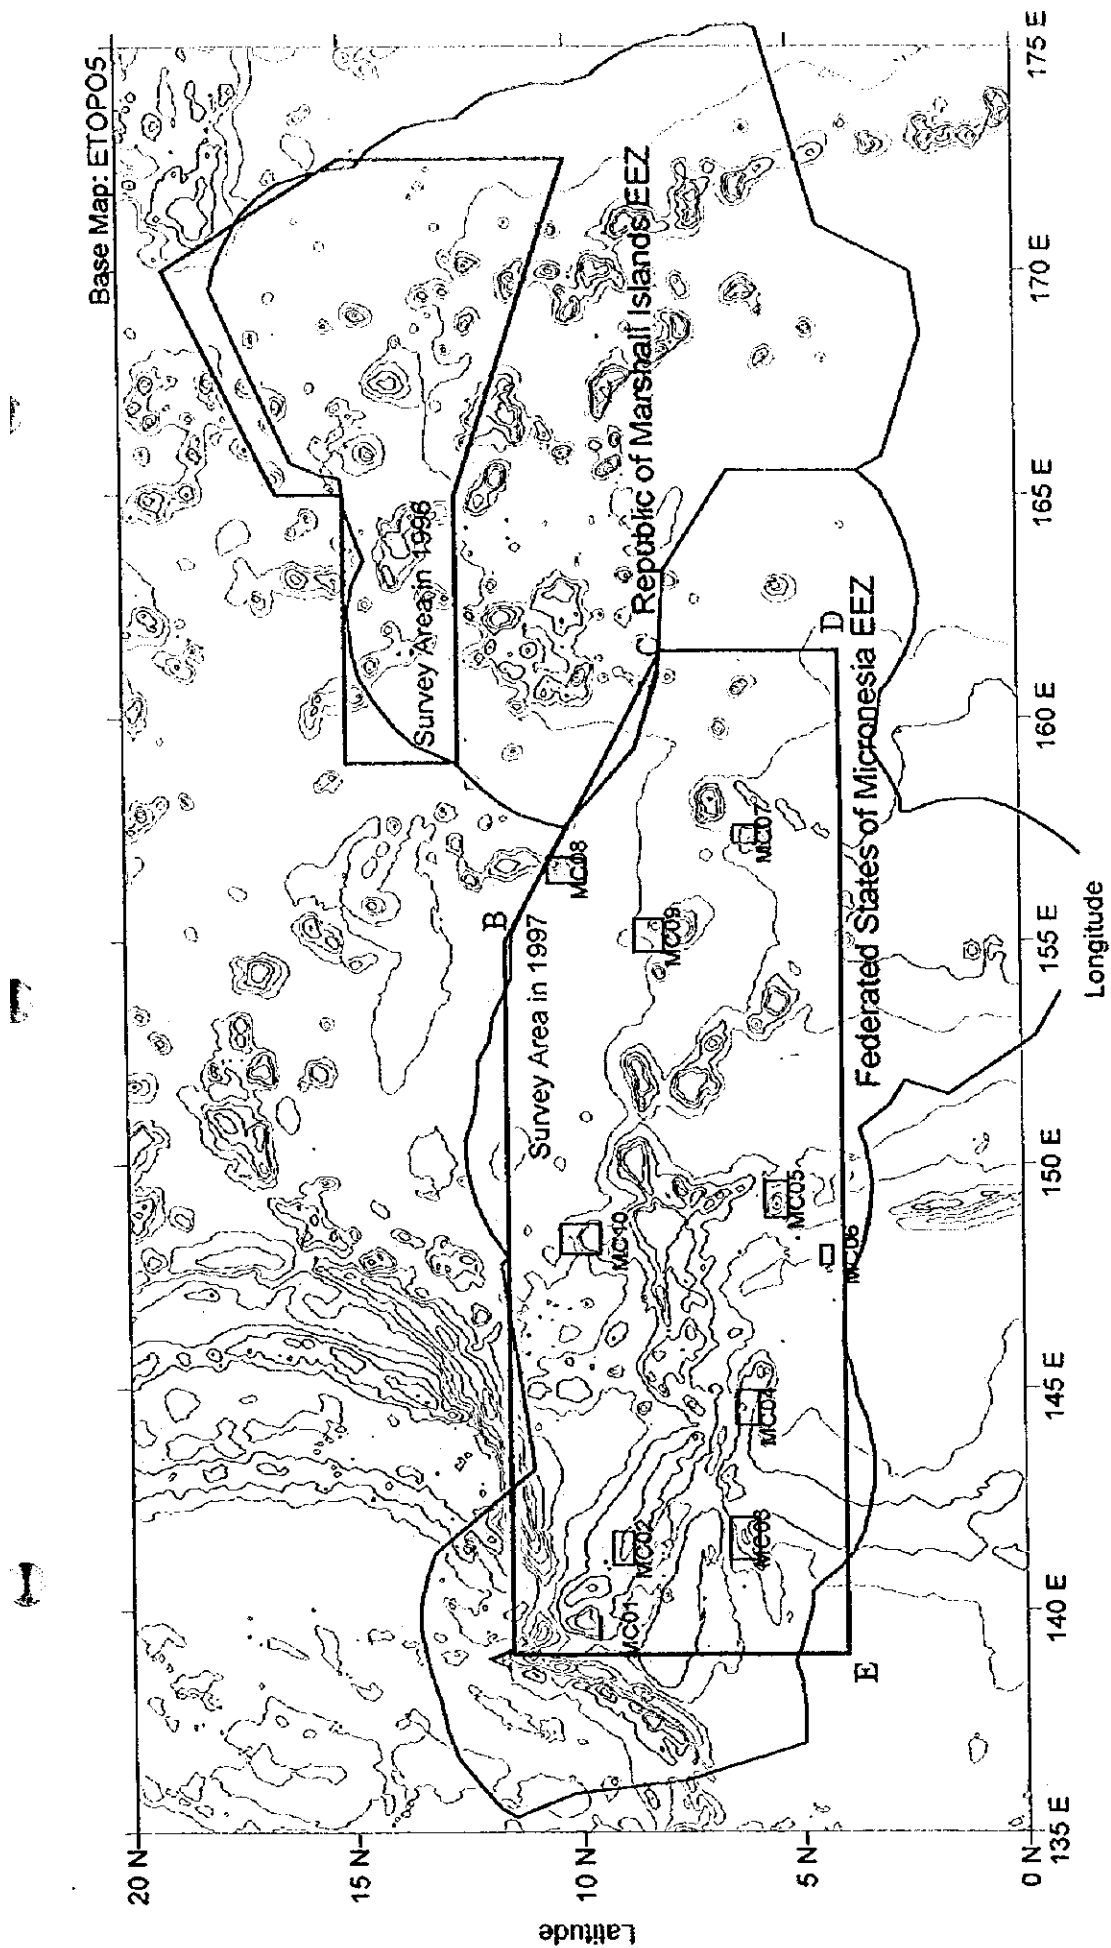 Base Map: ETOPO5
20 N
15 N
10 N
5 N
0 N
Latitude
135 E
140 E
145 E
150 E
155 E
160 E
165 E
170 E
175 E
Longitude
Survey Area in 1996
Survey Area in 1997
Republic of Marshall Islands EEZ
Federated States of Micronesia EEZ
B
C
D
E
MC01
MC02
MC03
MC04
MC05
MC06
MC07
MC08
MC09
MC10